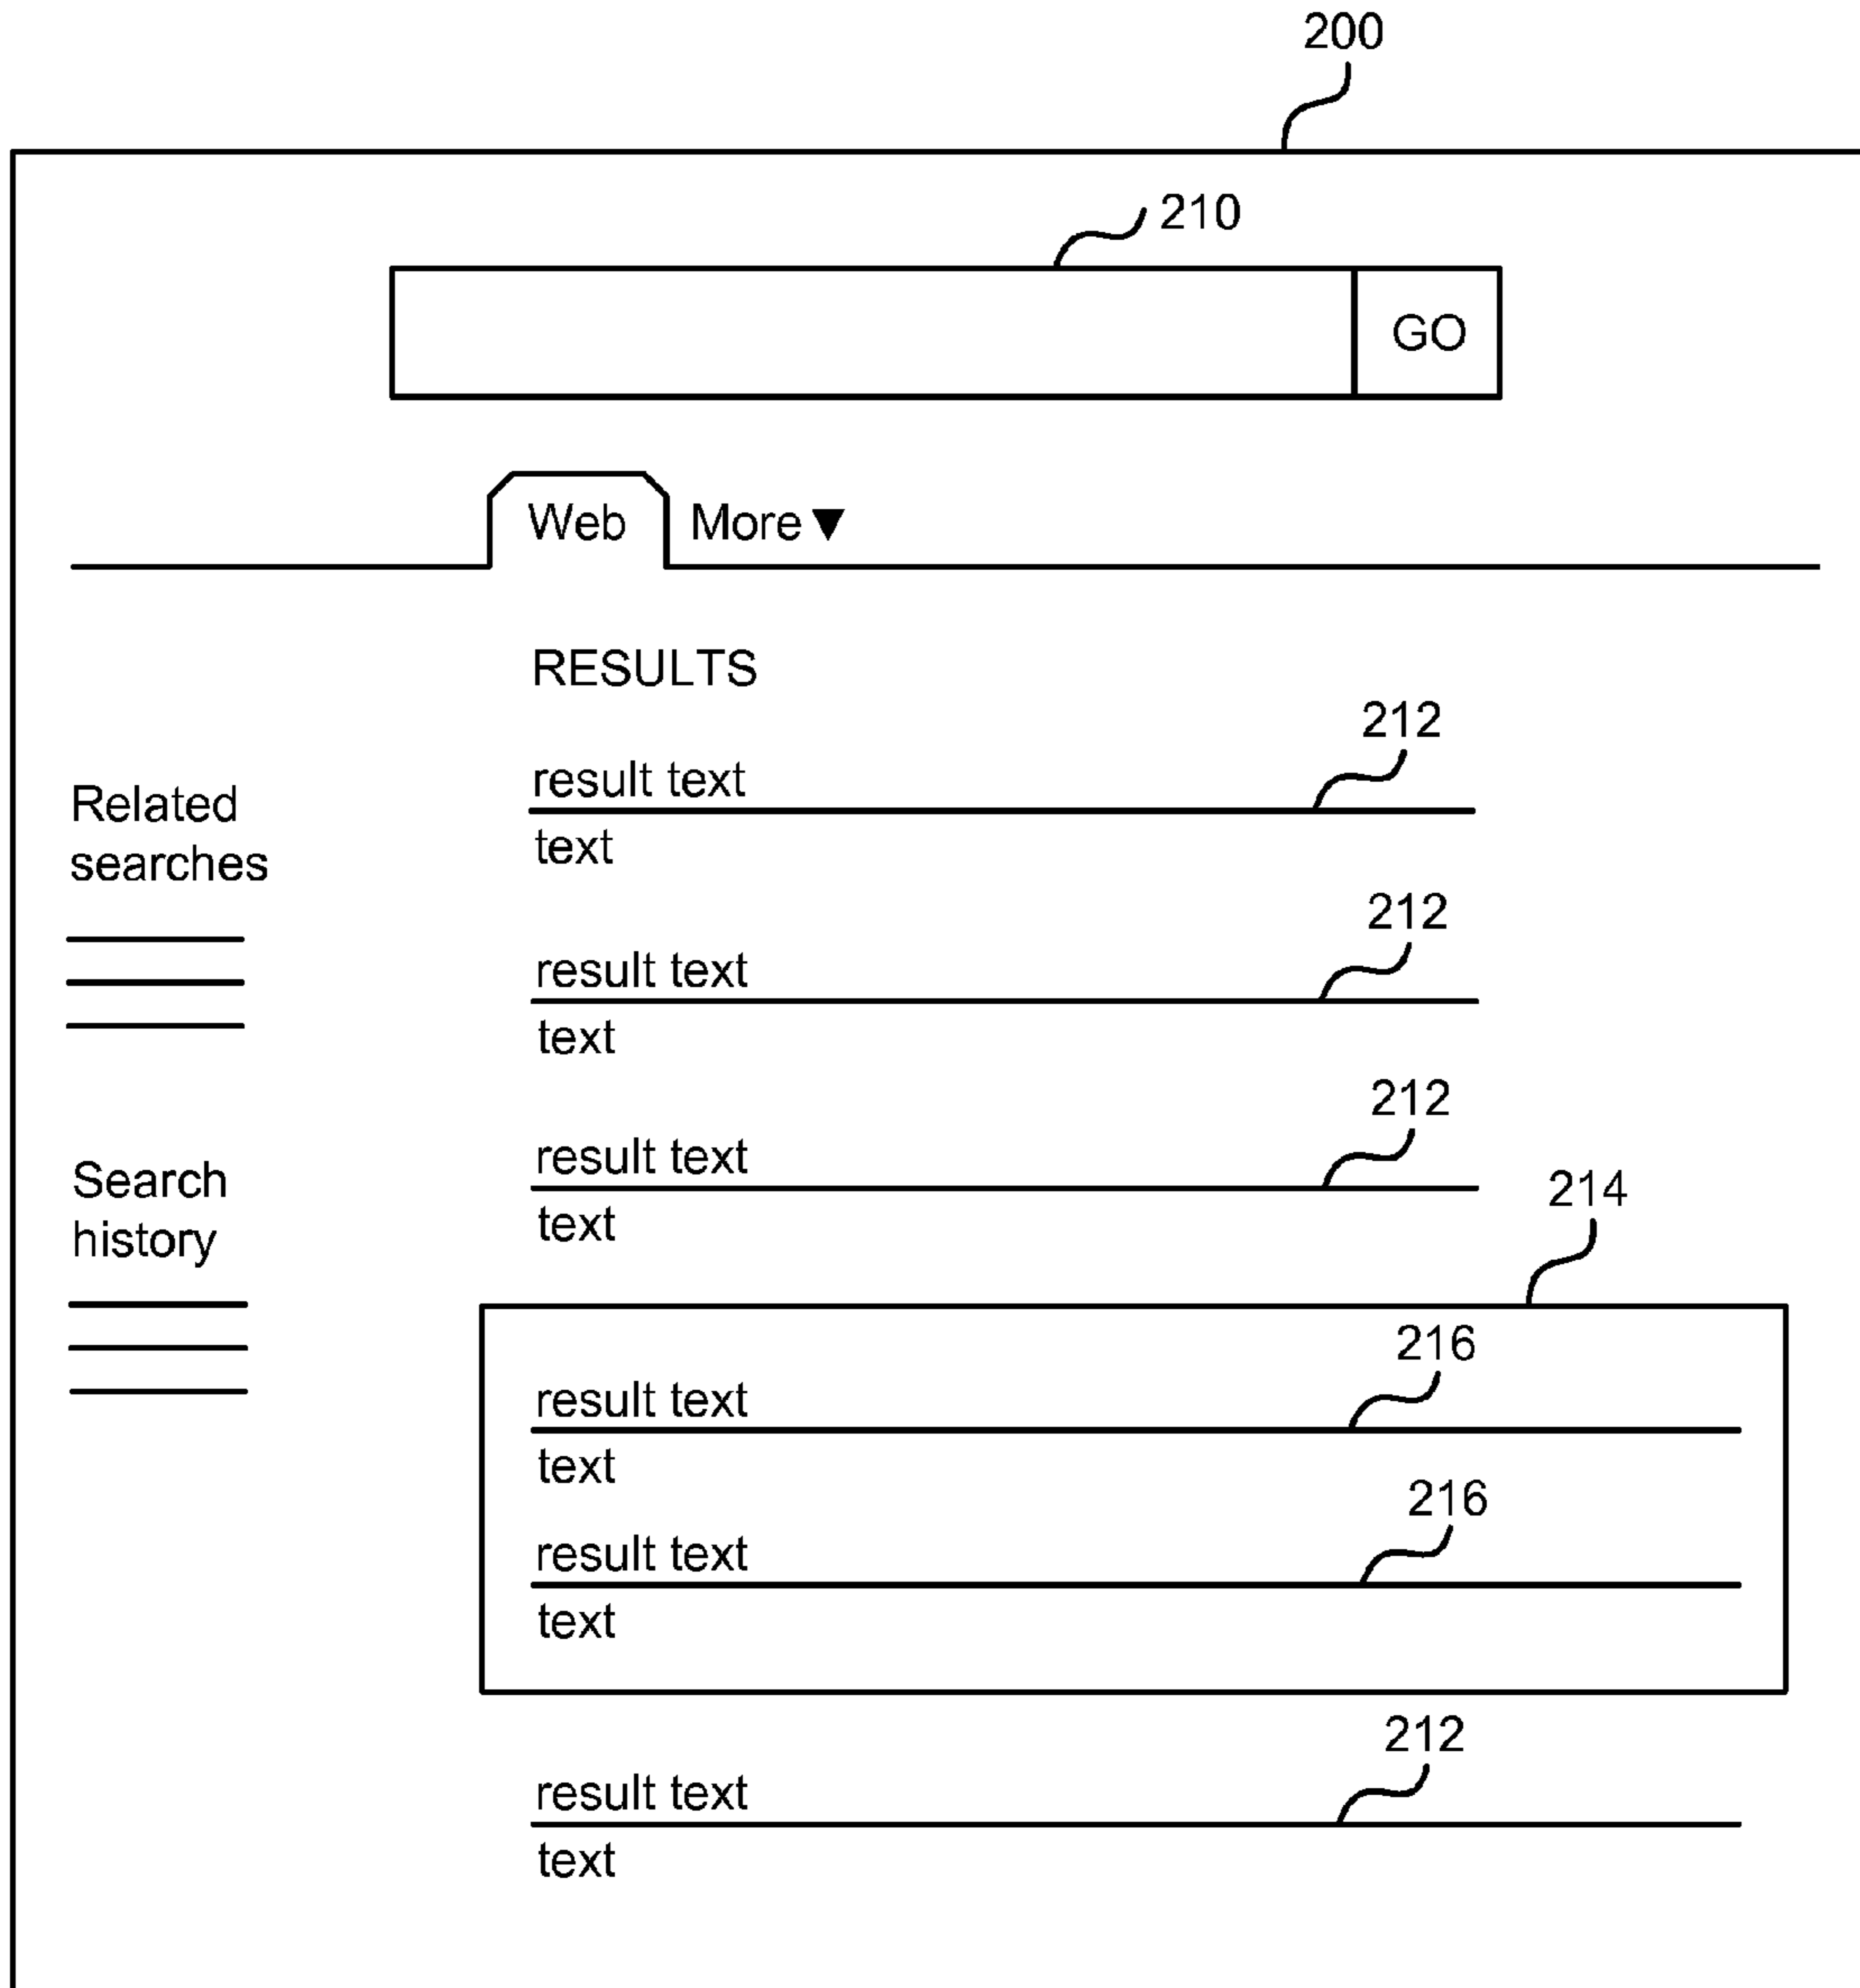 200
210
GO
Web More ▼
RESULTS
212
result text
text
Related
searches
212
result text
text
212
result text
text
Search
history
214
216
result text
text
216
result text
text
212
result text
text